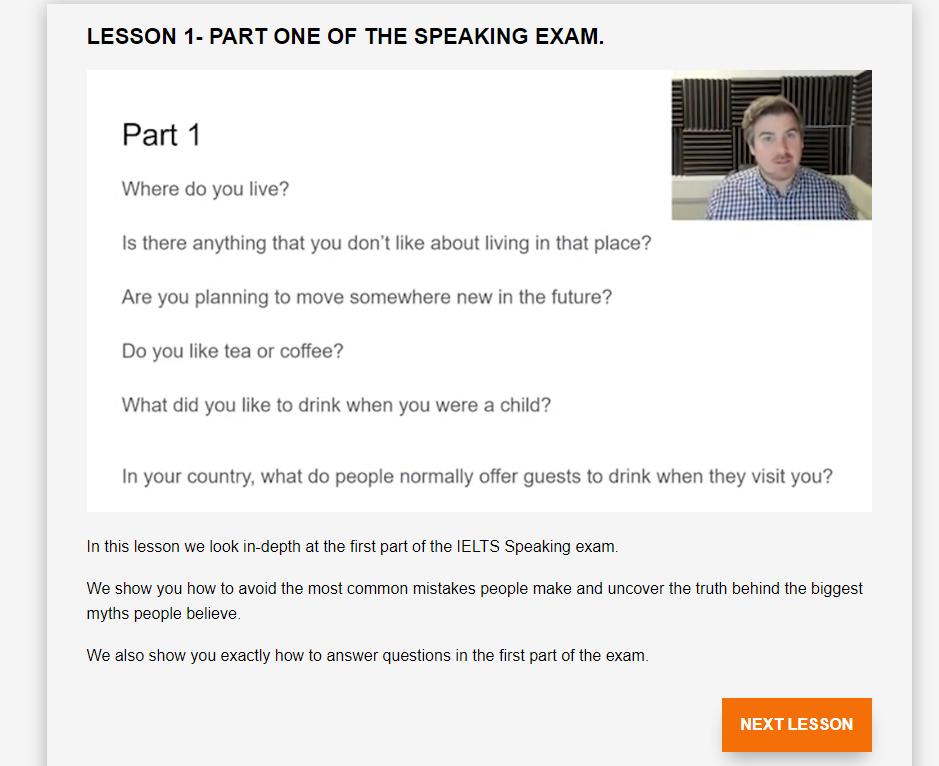 LESSON 1- PART ONE OF THE SPEAKING EXAM.
Part 1
Where do you live?
Is there anything that you don't like about living in that place?
Are you planning to move somewhere new in the future?
Do you like tea or coffee?
What did you like to drink when you were a child?
In your country, what do people normally offer guests to drink when they visit you?
In this lesson we look in-depth at the first part of the IELTS Speaking exam.
We show you how to avoid the most common mistakes people make and uncover the truth behind the biggest
myths people believe.
We also show you exactly how to answer questions in the first part of the exam.
NEXT LESSON